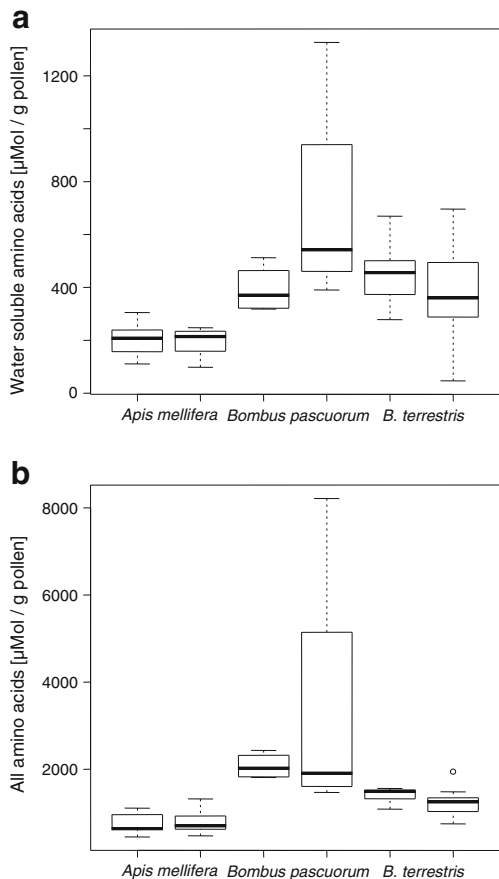 a
Water soluble amino acids [µMol / g pollen]
1200
800
400
0
Apis mellifera Bombus pascuorum B. terrestris
b
All amino acids [µMol / g pollen]
8000
6000
4000
2000
Apis mellifera Bombus pascuorum B. terrestris